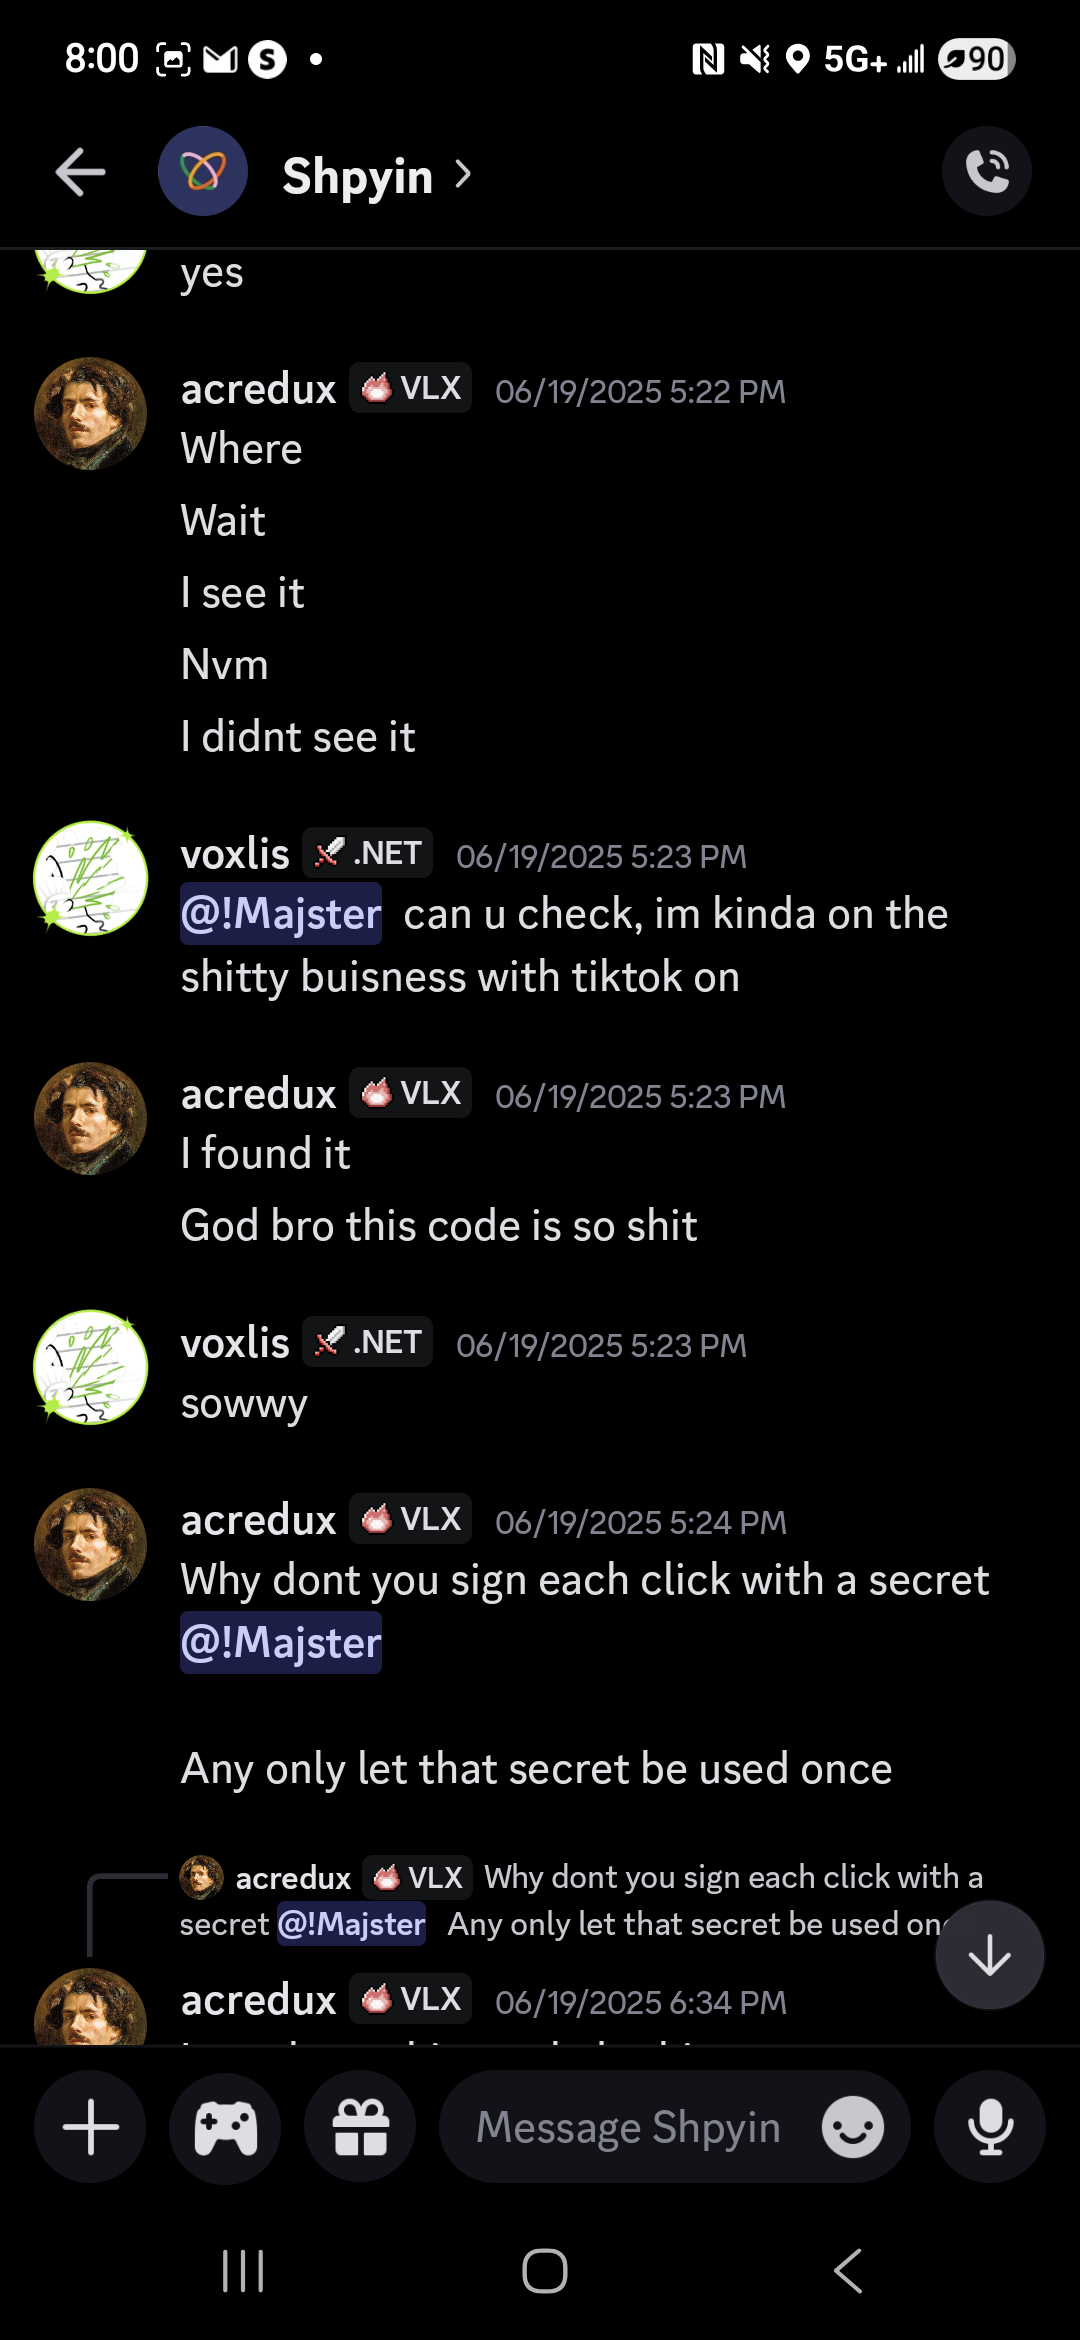 8:00 S 5G+ 90
Shpyin
yes
acredux VLX 06/19/2025 5:22 PM
Where
Wait
I see it
Nvm
I didnt see it
voxlis .NET 06/19/2025 5:23 PM
@!Majster can u check, im kinda on the
shitty buisness with tiktok on
acredux VLX 06/19/2025 5:23 PM
I found it
God bro this code is so shit
voxlis .NET 06/19/2025 5:23 PM
sowwy
acredux VLX 06/19/2025 5:24 PM
Why dont you sign each click with a secret
@!Majster
Any only let that secret be used once
acredux VLX Why dont you sign each click with a
secret @!Majster Any only let that secret be used
acredux VLX 06/19/2025 6:34 PM
Message Shpyin